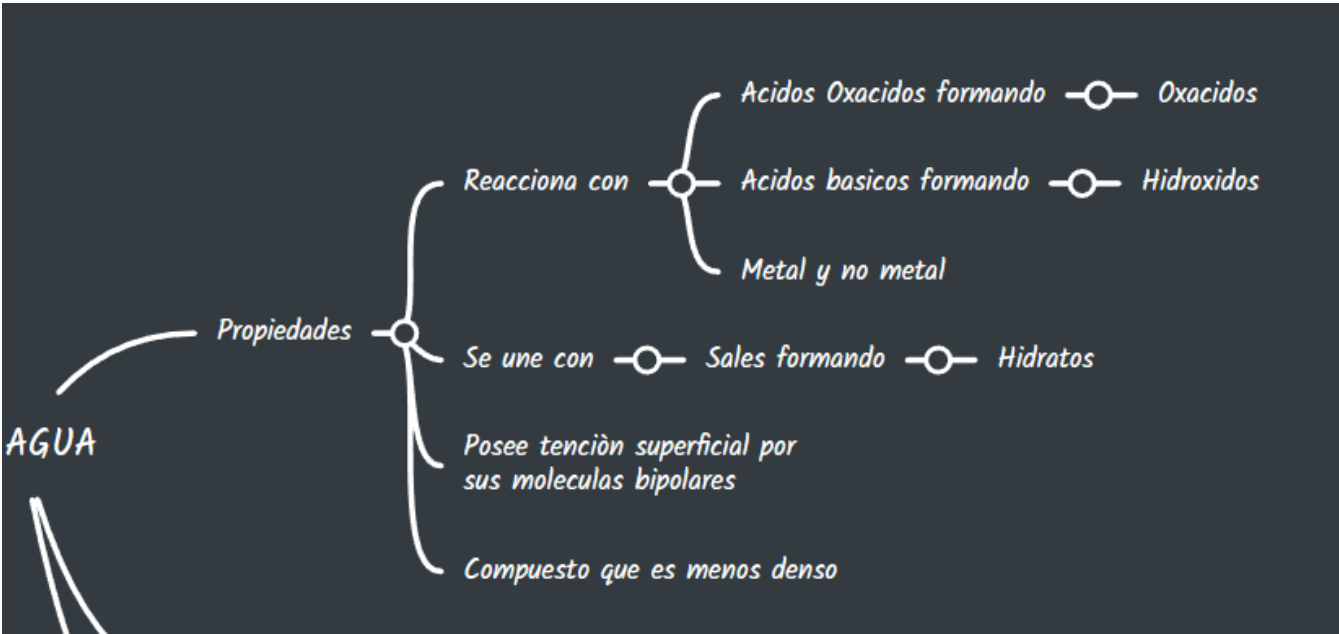 Acidos Oxacidos formando
Oxacidos
Reacciona con
Acidos basicos formando
Hidroxidos
Metal y no metal
Propiedades
Se une con
Sales formando
Hidratos
AGUA
Posee tenciòn superficial por
sus moleculas bipolares
Compuesto que es menos denso